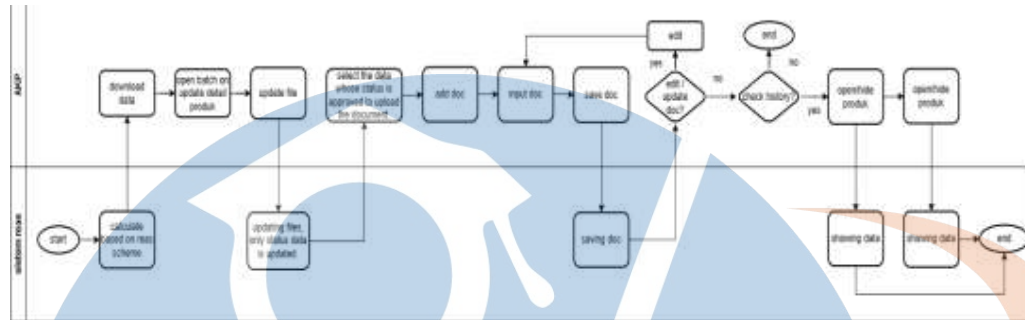 edit
end
yes
no
download
data
open batch on
update detail
produk
update file
select the data
whose status is
approved to upload
the document
add doc
input doc
save doc
edit /
update
doc?
no
check history?
yes
open/hide
produk
open/hide
produk
start
calculate
based on reas
scheme
updating files,
only status data
is updated
saving doc
showing data
showing data
end
sistem reas